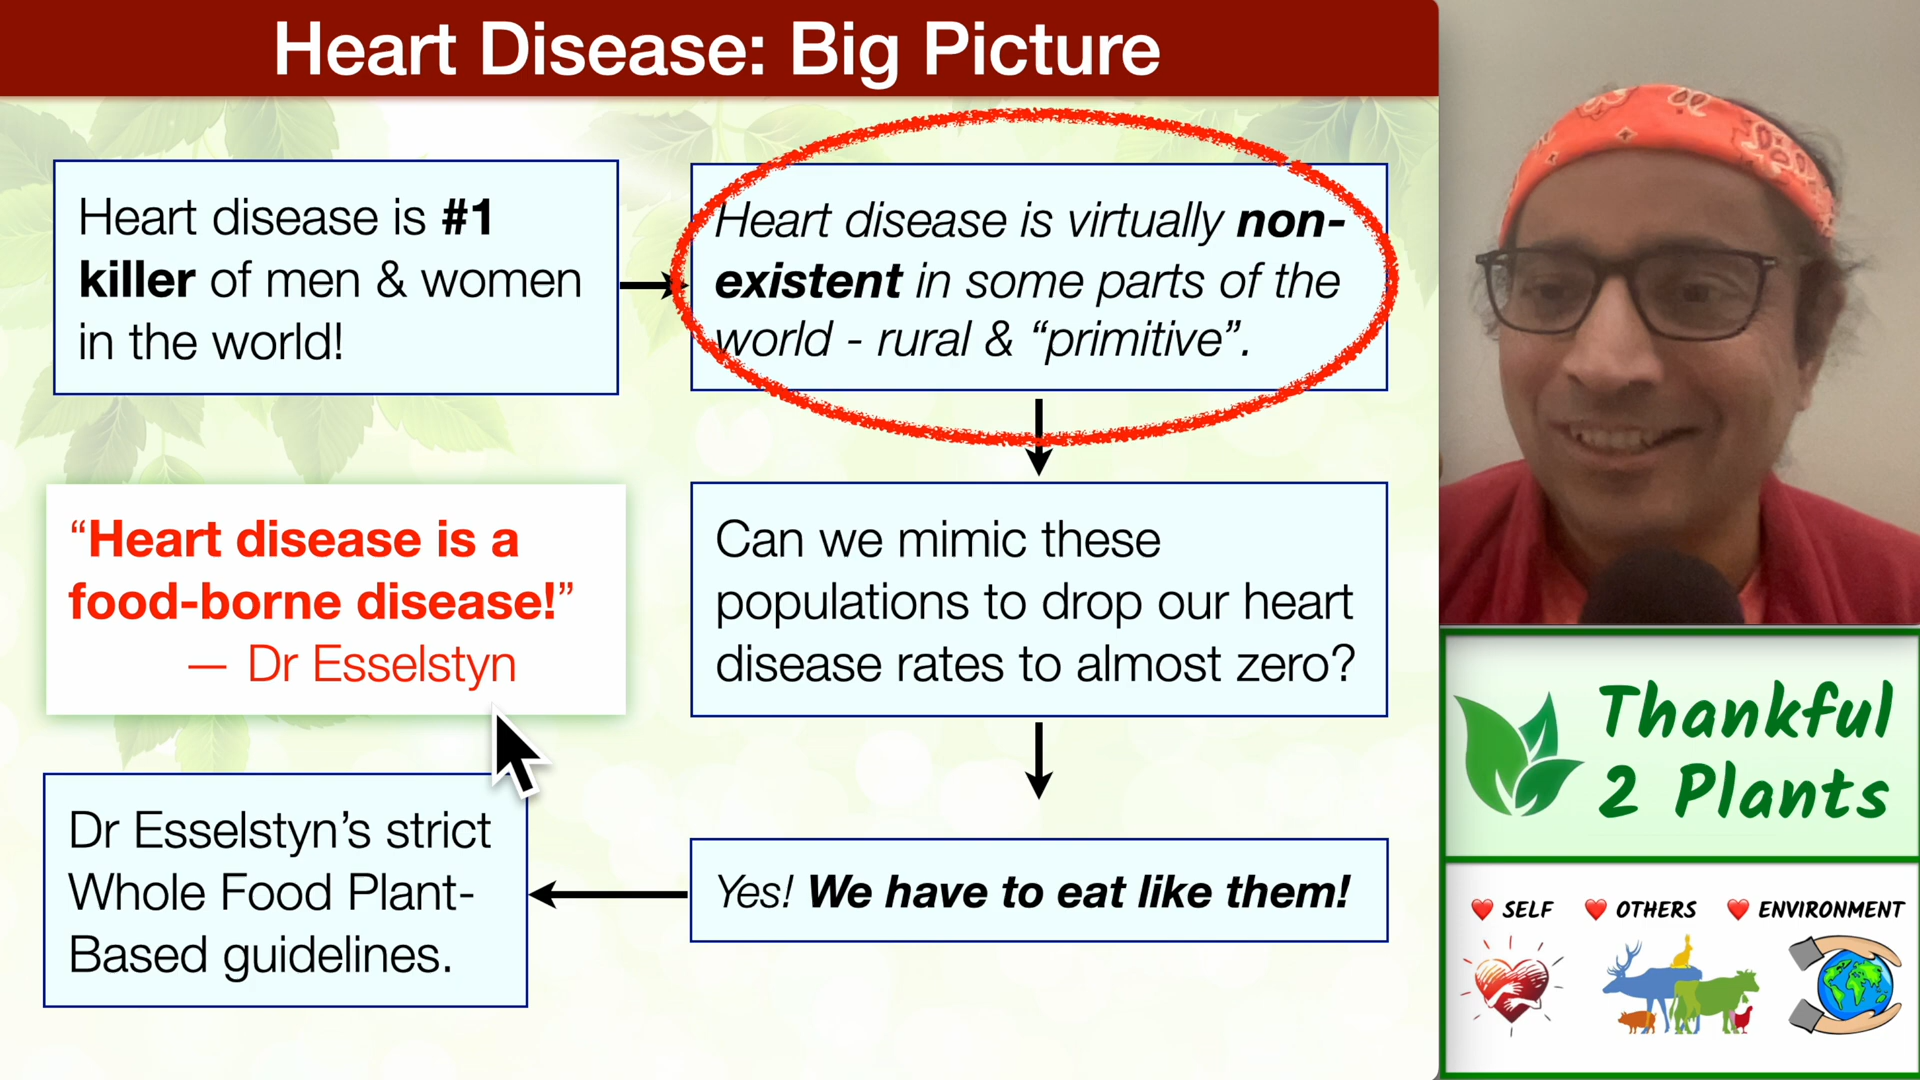 Heart Disease: Big Picture
Heart disease is #1
killer of men & women
in the world!
Heart disease is virtually non-
existent in some parts of the
world - rural & “primitive”.
Can we mimic these
populations to drop our heart
disease rates to almost zero?
Yes! We have to eat like them!
Dr Esselstyn’s strict
Whole Food Plant-
Based guidelines.
“Heart disease is a
food-borne disease!”
— Dr Esselstyn
Thankful
2 Plants
SELF
OTHERS
ENVIRONMENT